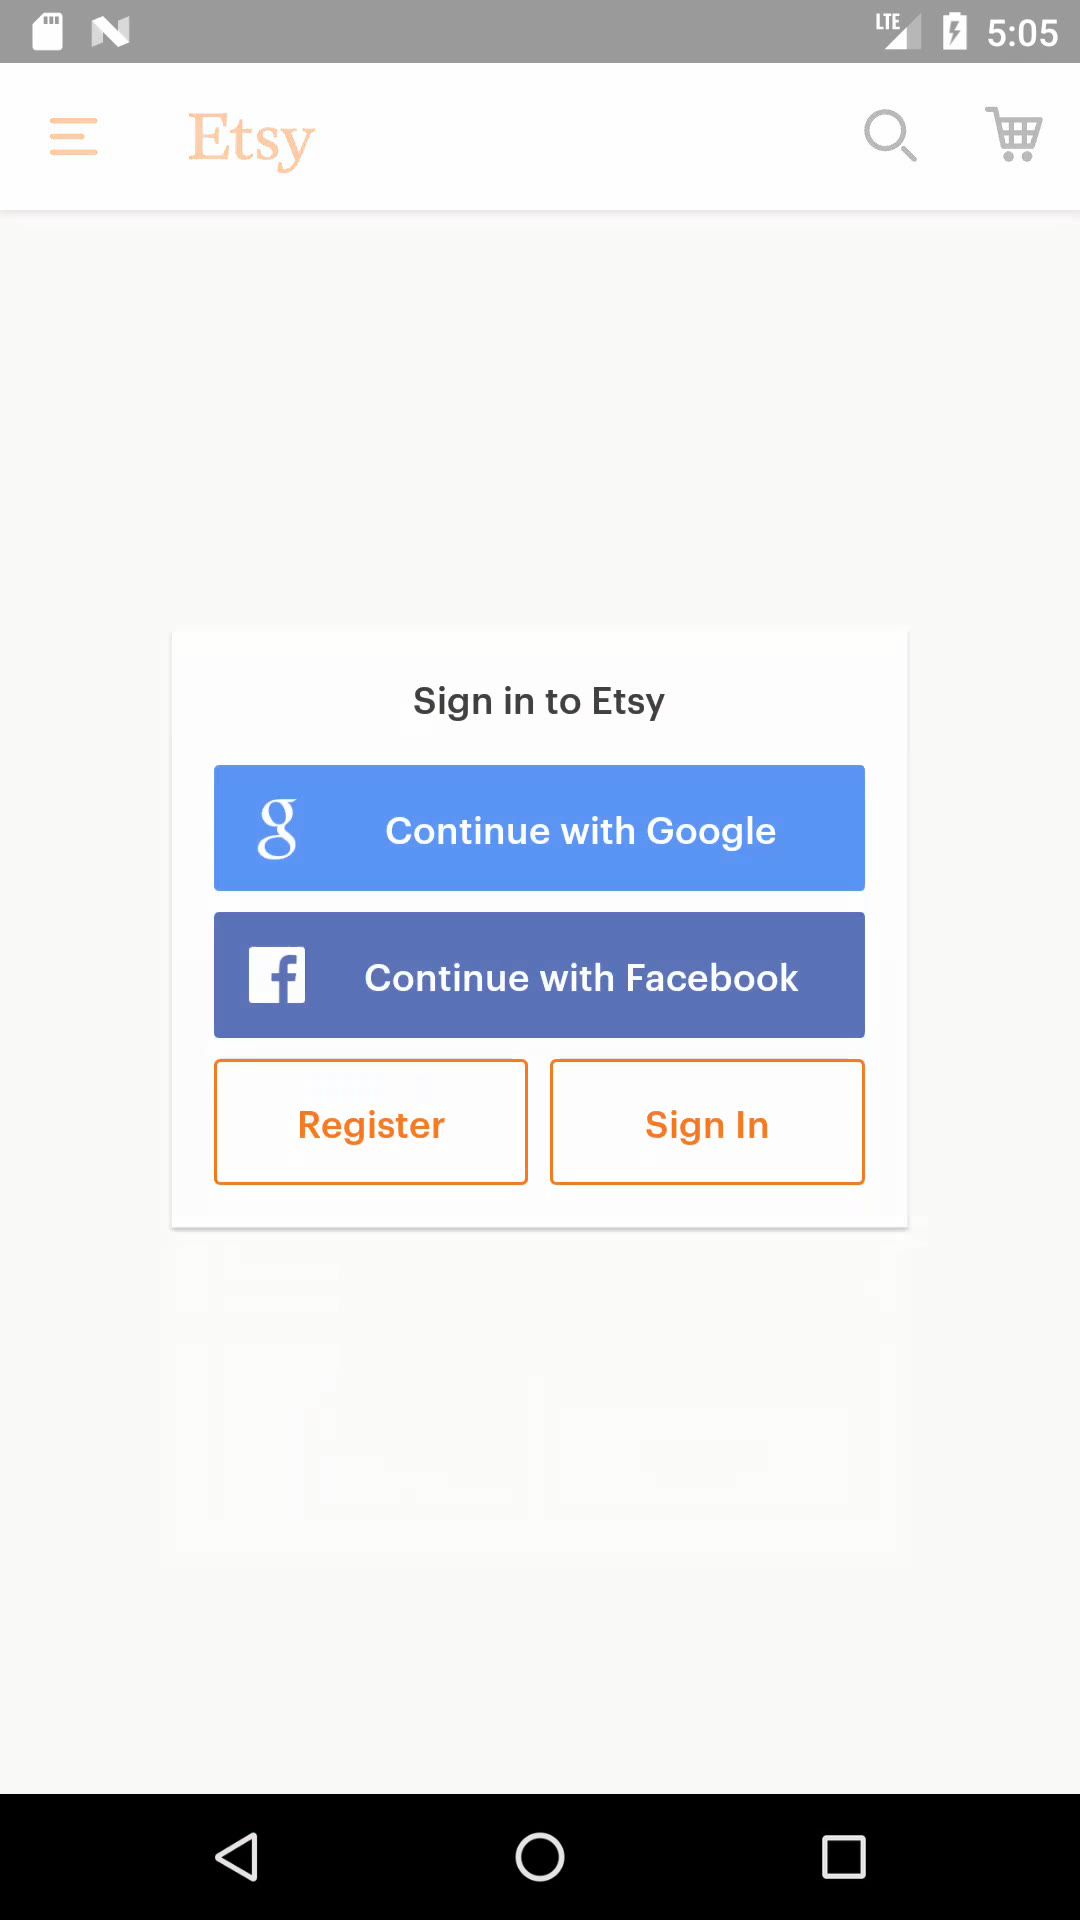 LTE 5:05
Etsy
Sign in to Etsy
g Continue with Google
f Continue with Facebook
Register Sign In